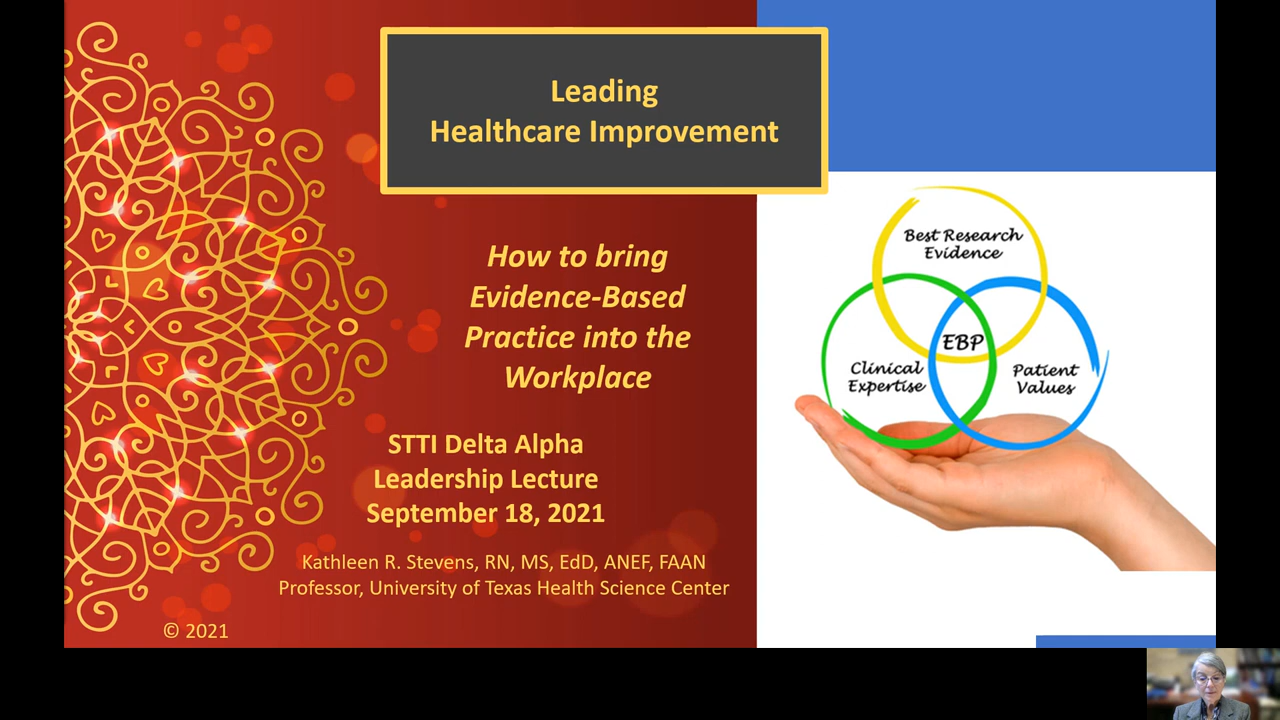 Leading
Healthcare Improvement
How to bring
Evidence-Based
Practice into the
Workplace
STTI Delta Alpha
Leadership Lecture
September 18, 2021
Kathleen R. Stevens, RN, MS, EdD, ANEF, FAAN
Professor, University of Texas Health Science Center
© 2021
Best Research
Evidence
EBP
Clinical
Expertise
Patient
Values